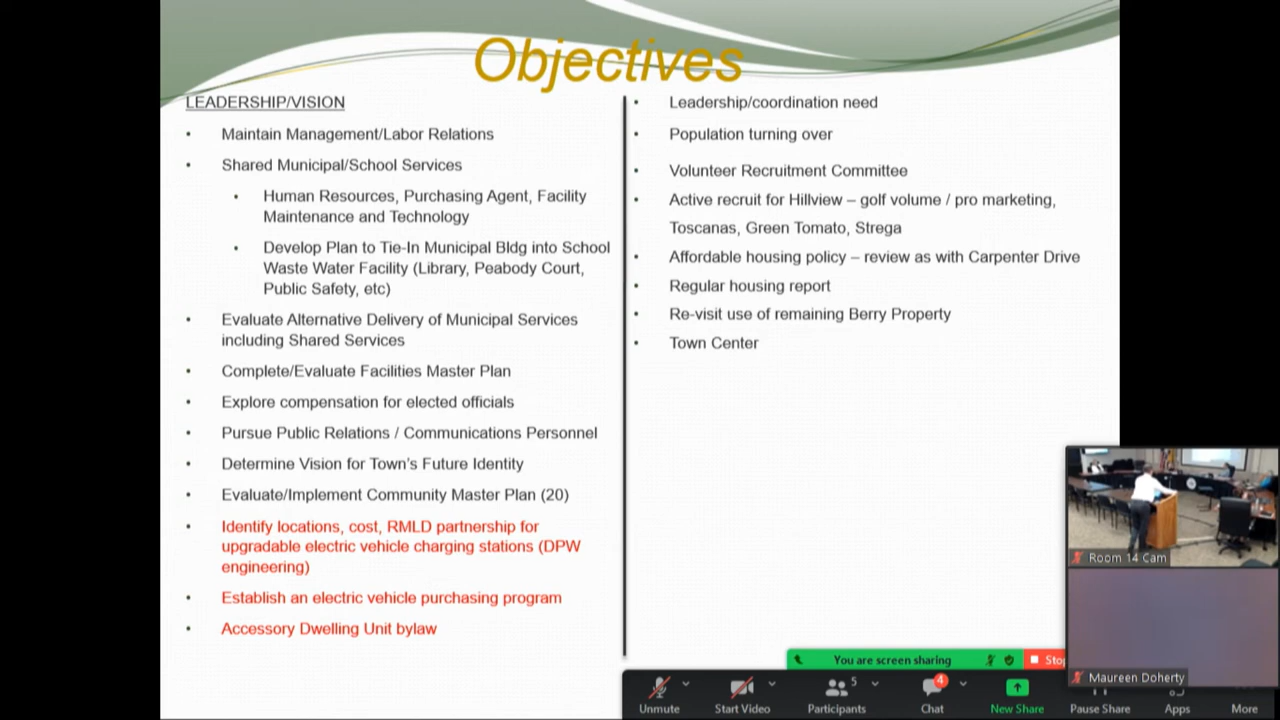 Objectives
LEADERSHIP/VISION
• Maintain Management/Labor Relations
• Shared Municipal/School Services
• Human Resources, Purchasing Agent, Facility
Maintenance and Technology
• Develop Plan to Tie-In Municipal Bldg into School
Waste Water Facility (Library, Peabody Court,
Public Safety, etc)
• Evaluate Alternative Delivery of Municipal Services
including Shared Services
• Complete/Evaluate Facilities Master Plan
• Explore compensation for elected officials
• Pursue Public Relations / Communications Personnel
• Determine Vision for Town's Future Identity
• Evaluate/Implement Community Master Plan (20)
• Identify locations, cost, RMLD partnership for
upgradable electric vehicle charging stations (DPW
engineering)
• Establish an electric vehicle purchasing program
• Accessory Dwelling Unit bylaw
• Leadership/coordination need
• Population turning over
• Volunteer Recruitment Committee
• Active recruit for Hillview – golf volume / pro marketing,
Toscanas, Green Tomato, Strega
• Affordable housing policy – review as with Carpenter Drive
• Regular housing report
• Re-visit use of remaining Berry Property
• Town Center
Room 14 Cam
Maureen Doherty
You are screen sharing
Stop
Unmute
Start Video
5
Participants
4
Chat
New Share
Pause Share
Apps
More